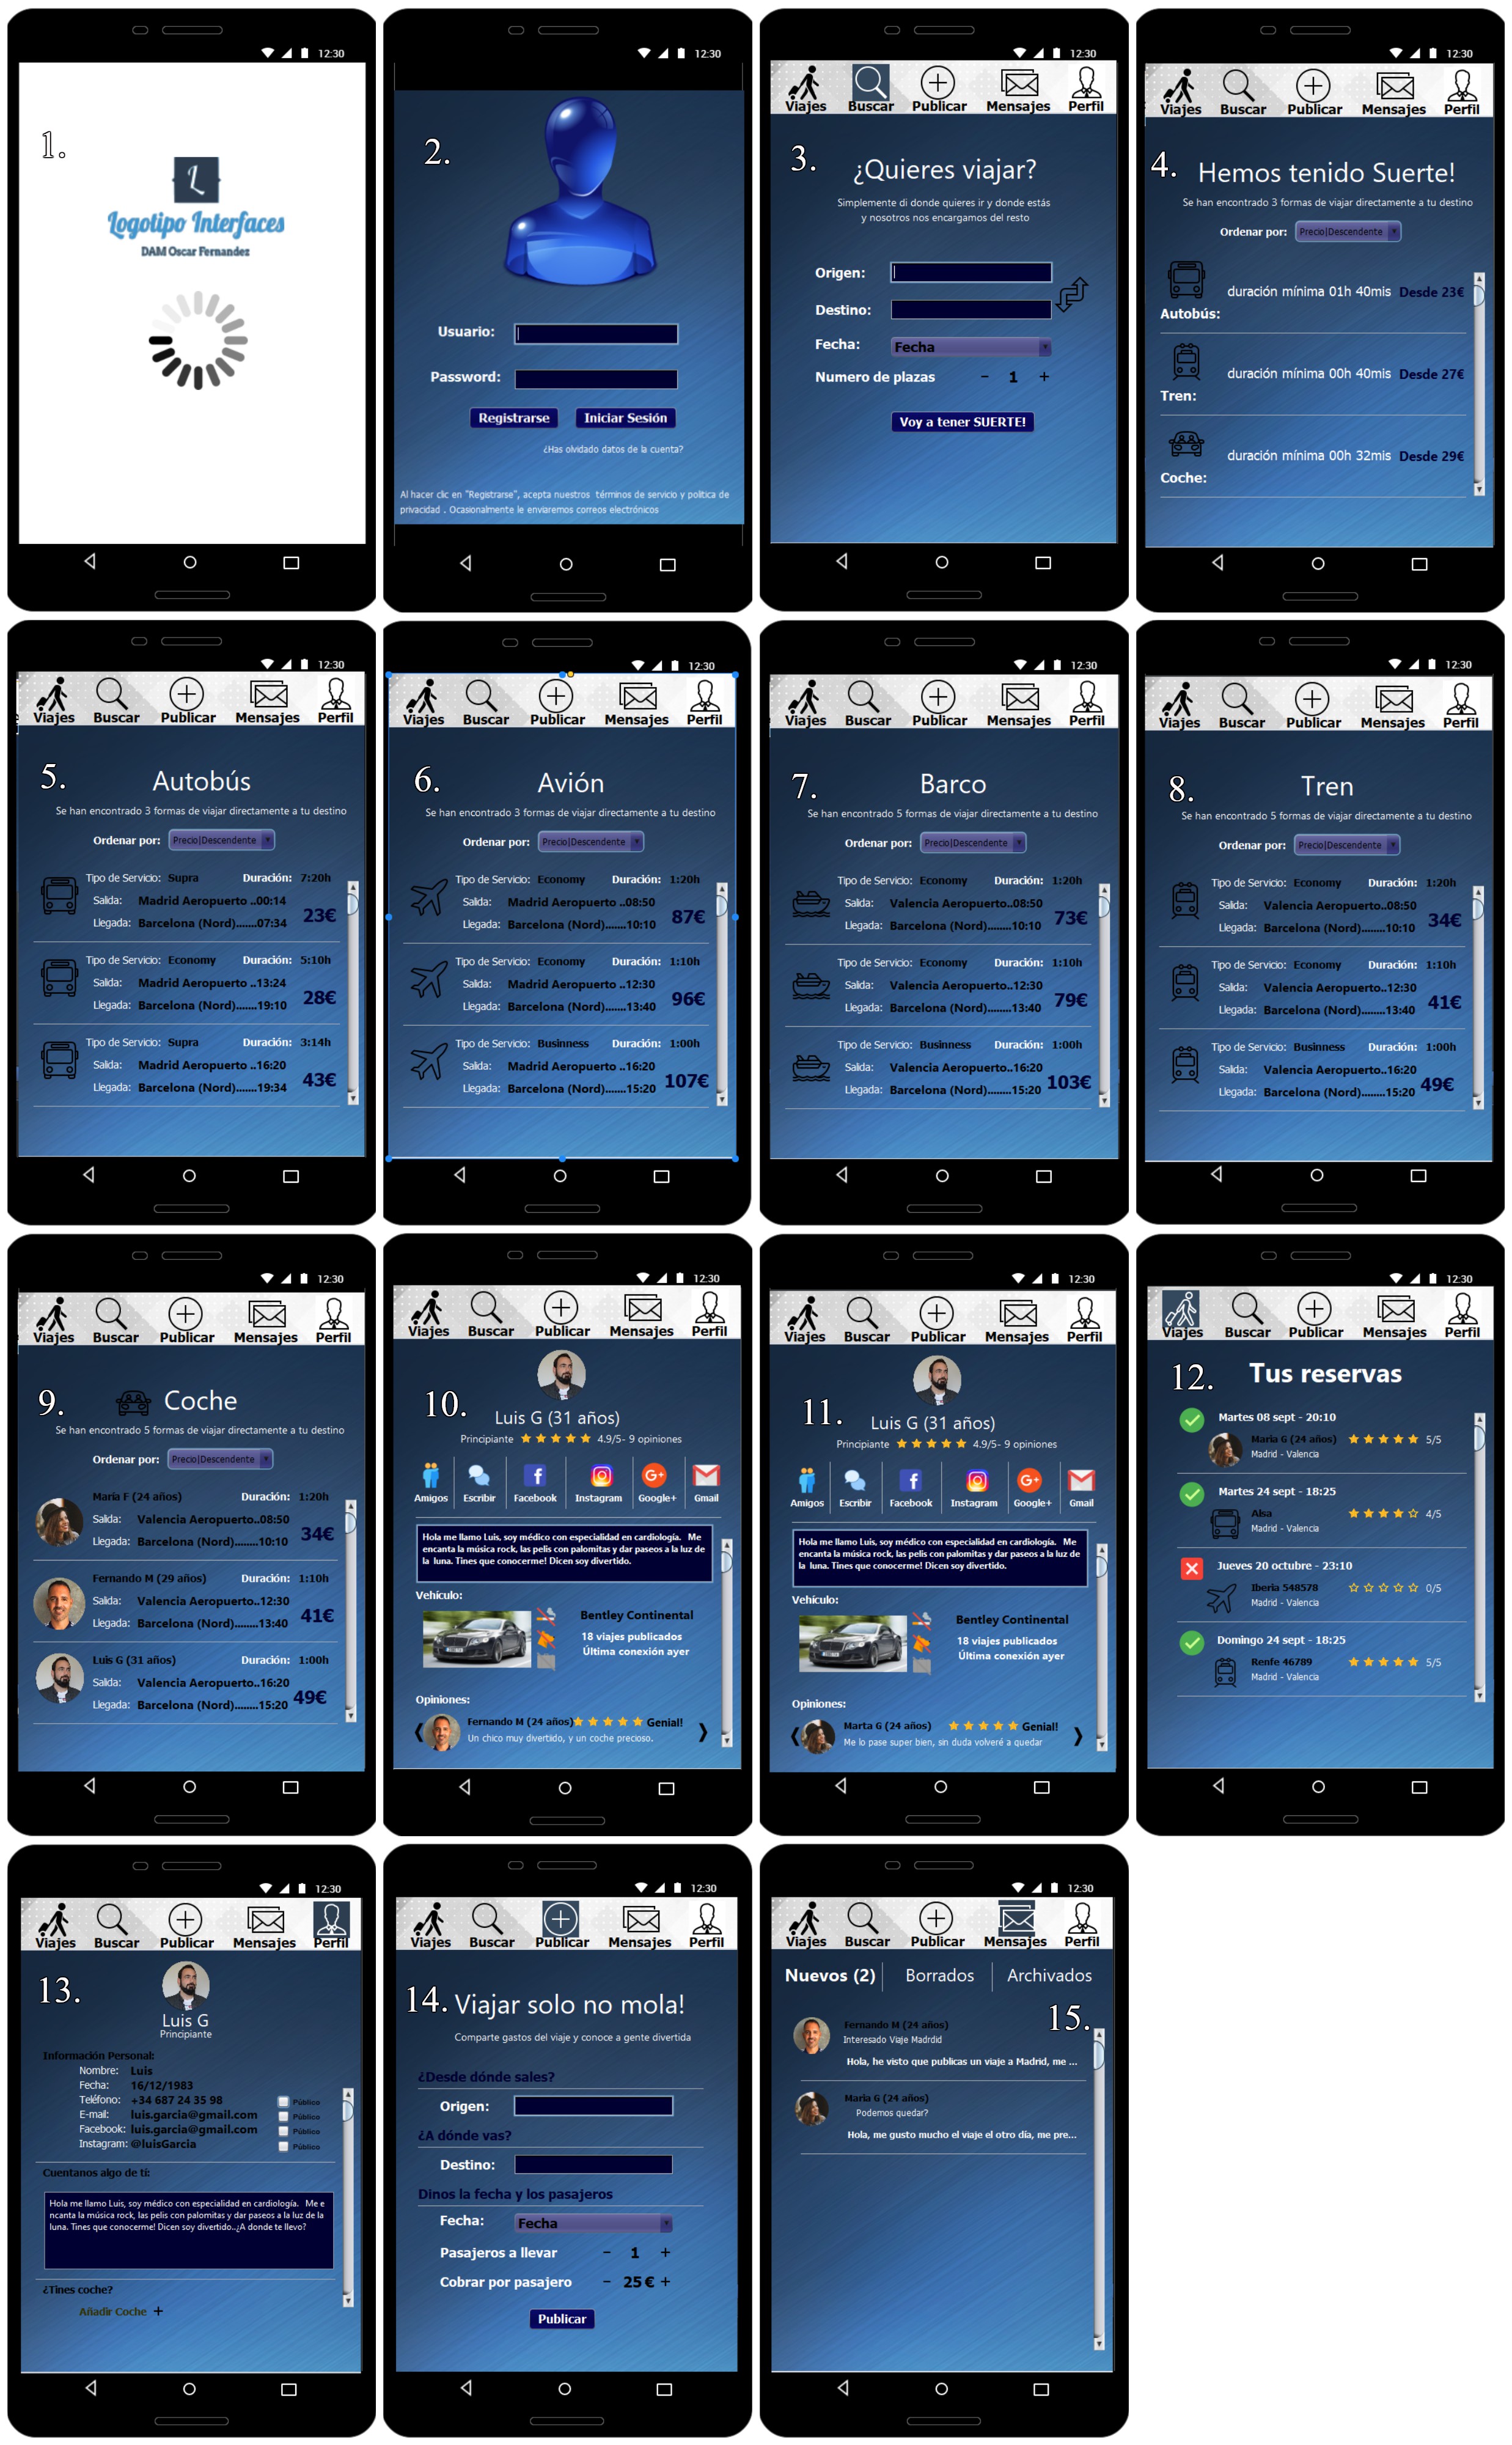 12:30
1.
L
Logotipo Interfaces
DAM Oscar Fernandez
12:30
2.
Usuario:
Password:
Registrarse Iniciar Sesión
¿Has olvidado datos de la cuenta?
Al hacer clic en "Registrarse", acepta nuestros términos de servicio y politica de
privacidad . Ocasionalmente le enviaremos correos electrónicos
12:30
Viajes Buscar Publicar Mensajes Perfil
3.
¿Quieres viajar?
Simplemente di donde quieres ir y donde estás
y nosotros nos encargamos del resto
Origen:
Destino:
Fecha: Fecha
Numero de plazas - 1 +
Voy a tener SUERTE!
12:30
Viajes Buscar Publicar Mensajes Perfil
4. Hemos tenido Suerte!
Se han encontrado 3 formas de viajar directamente a tu destino
Ordenar por: Precio|Descendente
duración mínima 01h 40mis Desde 23€
Autobús:
duración mínima 00h 40mis Desde 27€
Tren:
duración mínima 00h 32mis Desde 29€
Coche:
12:30
Viajes Buscar Publicar Mensajes Perfil
5. Autobús
Se han encontrado 3 formas de viajar directamente a tu destino
Ordenar por: Precio|Descendente
Tipo de Servicio: Supra Duración: 7:20h
Salida: Madrid Aeropuerto ..00:14
Llegada: Barcelona (Nord).......07:34 23€
Tipo de Servicio: Economy Duración: 5:10h
Salida: Madrid Aeropuerto ..13:24
Llegada: Barcelona (Nord).......19:10 28€
Tipo de Servicio: Supra Duración: 3:14h
Salida: Madrid Aeropuerto ..16:20
Llegada: Barcelona (Nord).......19:34 43€
12:30
Viajes Buscar Publicar Mensajes Perfil
6. Avión
Se han encontrado 3 formas de viajar directamente a tu destino
Ordenar por: Precio|Descendente
Tipo de Servicio: Economy Duración: 1:20h
Salida: Madrid Aeropuerto ..08:50
Llegada: Barcelona (Nord).......10:10 87€
Tipo de Servicio: Economy Duración: 1:10h
Salida: Madrid Aeropuerto ..12:30
Llegada: Barcelona (Nord).......13:40 96€
Tipo de Servicio: Businness Duración: 1:00h
Salida: Madrid Aeropuerto ..16:20
Llegada: Barcelona (Nord).......15:20 107€
12:30
Viajes Buscar Publicar Mensajes Perfil
7. Barco
Se han encontrado 5 formas de viajar directamente a tu destino
Ordenar por: Precio|Descendente
Tipo de Servicio: Economy Duración: 1:20h
Salida: Valencia Aeropuerto..08:50
Llegada: Barcelona (Nord)........10:10 73€
Tipo de Servicio: Economy Duración: 1:10h
Salida: Valencia Aeropuerto..12:30
Llegada: Barcelona (Nord)........13:40 79€
Tipo de Servicio: Businness Duración: 1:00h
Salida: Valencia Aeropuerto..16:20
Llegada: Barcelona (Nord)........15:20 103€
12:30
Viajes Buscar Publicar Mensajes Perfil
8. Tren
Se han encontrado 5 formas de viajar directamente a tu destino
Ordenar por: Precio|Descendente
Tipo de Servicio: Economy Duración: 1:20h
Salida: Valencia Aeropuerto..08:50
Llegada: Barcelona (Nord)........10:10 34€
Tipo de Servicio: Economy Duración: 1:10h
Salida: Valencia Aeropuerto..12:30
Llegada: Barcelona (Nord)........13:40 41€
Tipo de Servicio: Businness Duración: 1:00h
Salida: Valencia Aeropuerto..16:20
Llegada: Barcelona (Nord)........15:20 49€
12:30
Viajes Buscar Publicar Mensajes Perfil
9. Coche
Se han encontrado 5 formas de viajar directamente a tu destino
Ordenar por: Precio|Descendente
Maria F (24 años) Duración: 1:20h
Salida: Valencia Aeropuerto..08:50
Llegada: Barcelona (Nord)........10:10 34€
Fernando M (29 años) Duración: 1:10h
Salida: Valencia Aeropuerto..12:30
Llegada: Barcelona (Nord)........13:40 41€
Luis G (31 años) Duración: 1:00h
Salida: Valencia Aeropuerto..16:20
Llegada: Barcelona (Nord)........15:20 49€
12:30
Viajes Buscar Publicar Mensajes Perfil
10. Luis G (31 años)
Principiante 4.9/5- 9 opiniones
Amigos Escribir Facebook Instagram Google+ Gmail
Hola me llamo Luis, soy médico con especialidad en cardiología. Me
encanta la música rock, las pelis con palomitas y dar paseos a la luz de
la luna. Tines que conocerme! Dicen soy divertido.
Vehículo:
Bentley Continental
18 viajes publicados
Última conexión ayer
Opiniones:
Fernando M (24 años) Genial!
Un chico muy divertido, y un coche precioso.
12:30
Viajes Buscar Publicar Mensajes Perfil
11. Luis G (31 años)
Principiante 4.9/5- 9 opiniones
Amigos Escribir Facebook Instagram Google+ Gmail
Hola me llamo Luis, soy médico con especialidad en cardiología. Me
encanta la música rock, las pelis con palomitas y dar paseos a la luz de
la luna. Tines que conocerme! Dicen soy divertido.
Vehículo:
Bentley Continental
18 viajes publicados
Última conexión ayer
Opiniones:
Marta G (24 años) Genial!
Me lo pase super bien, sin duda volveré a quedar
12:30
Viajes Buscar Publicar Mensajes Perfil
12. Tus reservas
Martes 08 sept - 20:10
Maria G (24 años) 5/5
Madrid - Valencia
Martes 24 sept - 18:25
Alsa 4/5
Madrid - Valencia
Jueves 20 octubre - 23:10
Iberia 548578 0/5
Madrid - Valencia
Domingo 24 sept - 18:25
Renfe 46789 5/5
Madrid - Valencia
12:30
Viajes Buscar Publicar Mensajes Perfil
13.
Luis G
Principiante
Información Personal:
Nombre: Luis
Fecha: 16/12/1983
Teléfono: +34 687 24 35 98 Público
E-mail: luis.garcia@gmail.com Público
Facebook: luis.garcia@gmail.com Público
Instagram: @luisGarcia Público
Cuentanos algo de tí:
Hola me llamo Luis, soy médico con especialidad en cardiología. Me e
ncanta la música rock, las pelis con palomitas y dar paseos a la luz de la
luna. Tines que conocerme! Dicen soy divertido..¿A donde te llevo?
¿Tines coche?
Añadir Coche +
12:30
Viajes Buscar Publicar Mensajes Perfil
14. Viajar solo no mola!
Comparte gastos del viaje y conoce a gente divertida
¿Desde dónde sales?
Origen:
¿A dónde vas?
Destino:
Dinos la fecha y los pasajeros
Fecha: Fecha
Pasajeros a llevar - 1 +
Cobrar por pasajero - 25 € +
Publicar
12:30
Viajes Buscar Publicar Mensajes Perfil
Nuevos (2) Borrados Archivados
15.
Fernando M (24 años)
Interesado Viaje Madrdid
Hola, he visto que publicas un viaje a Madrid, me ...
Maria G (24 años)
Podemos quedar?
Hola, me gusto mucho el viaje el otro día, me pre...